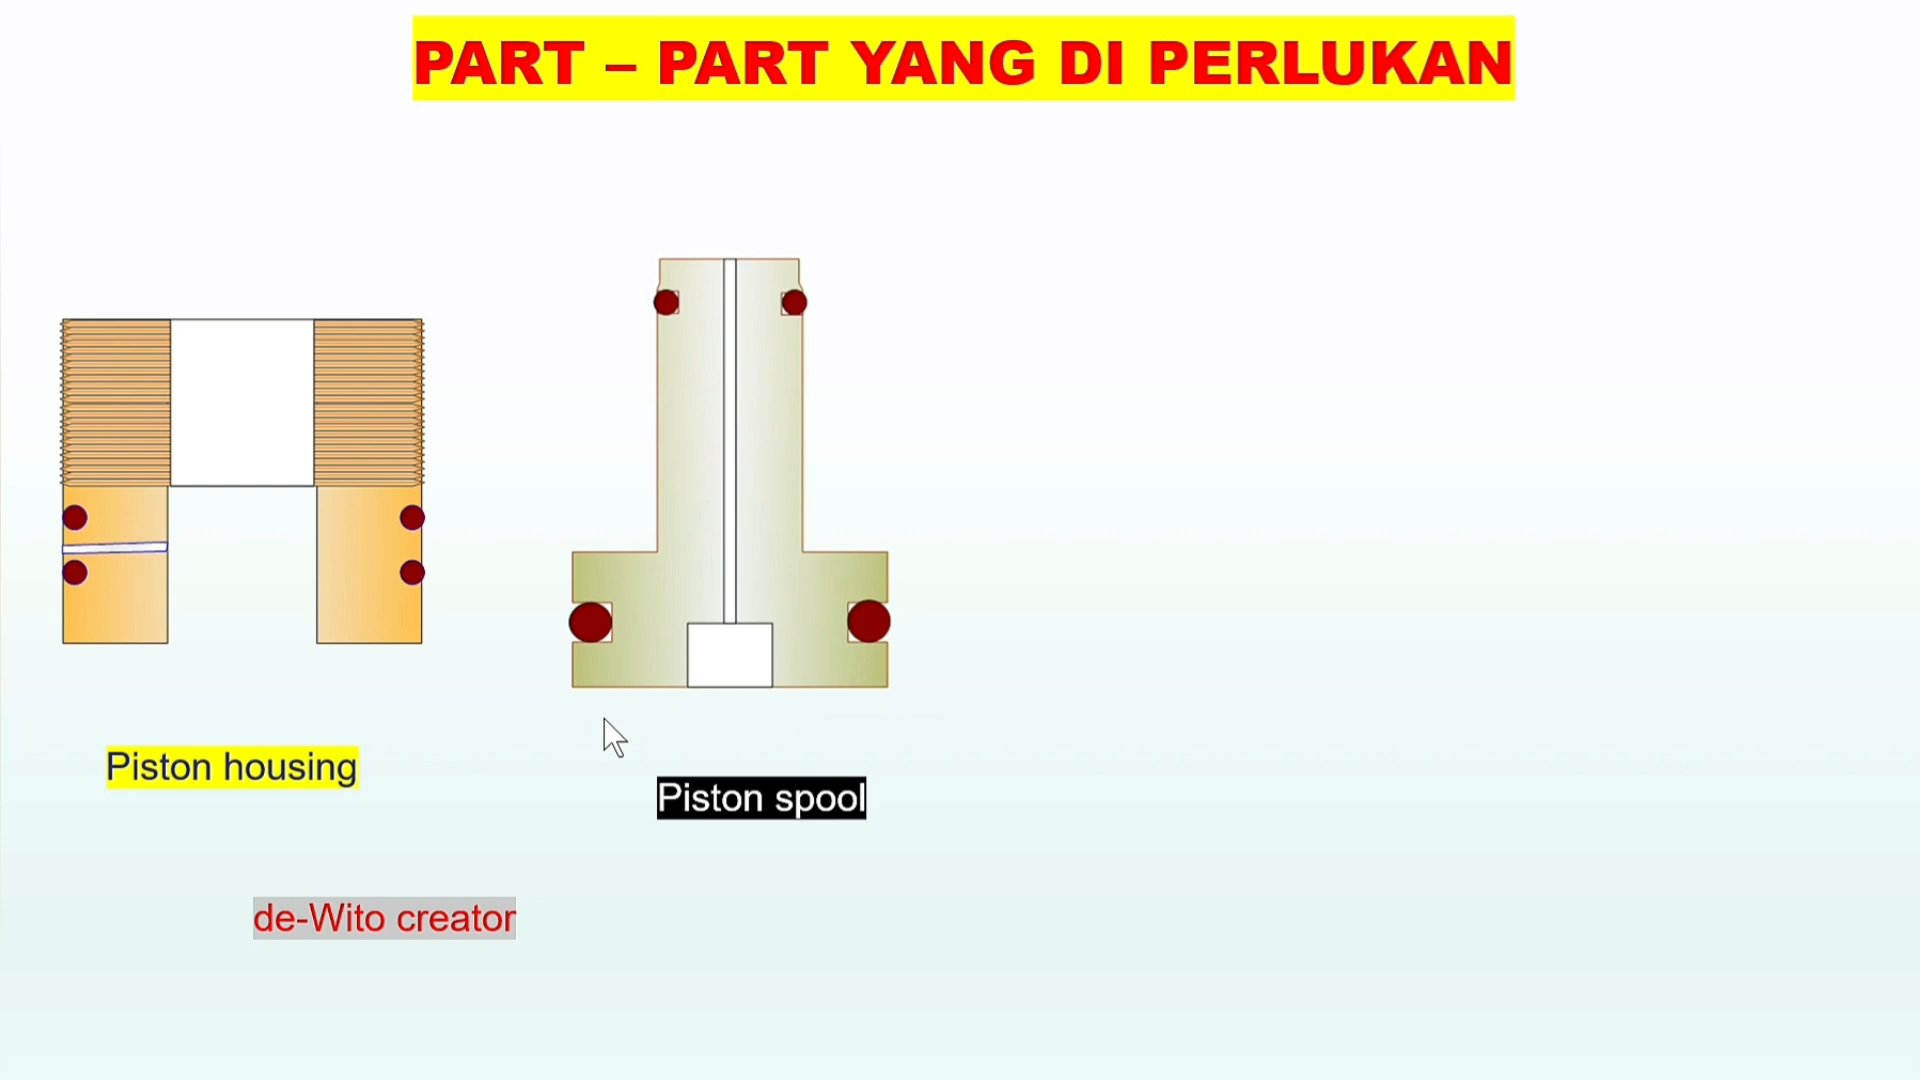 PART – PART YANG DI PERLUKAN
Piston housing
Piston spool
de-Wito creator